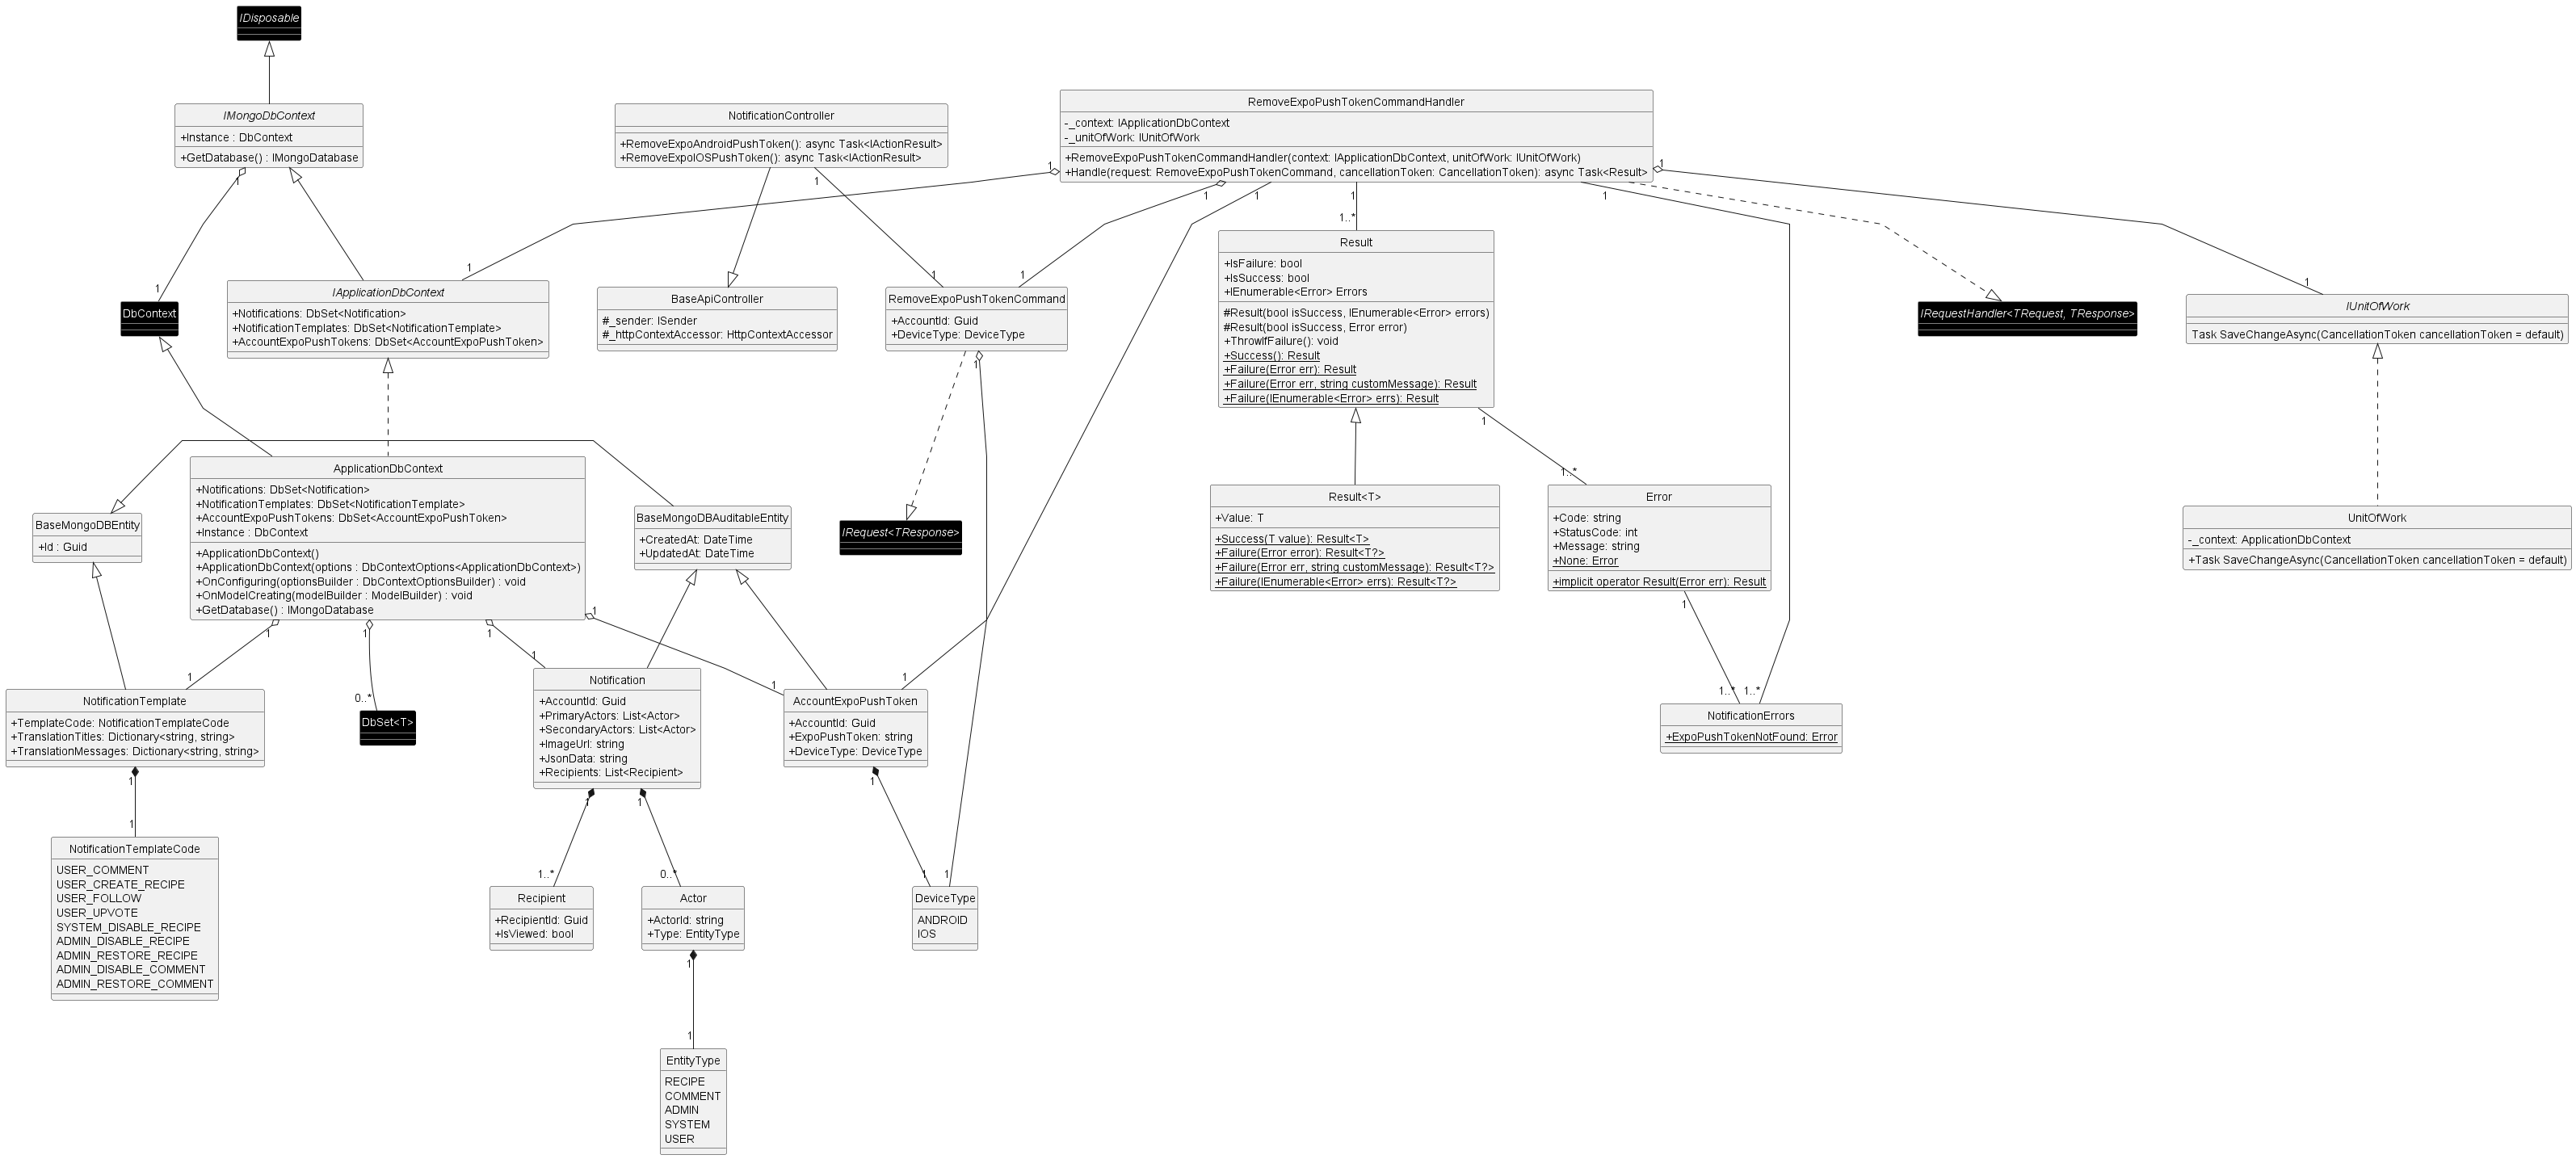 IDisposable
IMongoDbContext
+Instance : DbContext
+GetDatabase() : IMongoDatabase
NotificationController
+RemoveExpoAndroidPushToken(): async Task<IActionResult>
+RemoveExpoIOSPushToken(): async Task<IActionResult>
RemoveExpoPushTokenCommandHandler
-_context: IApplicationDbContext
-_unitOfWork: IUnitOfWork
+RemoveExpoPushTokenCommandHandler(context: IApplicationDbContext, unitOfWork: IUnitOfWork)
+Handle(request: RemoveExpoPushTokenCommand, cancellationToken: CancellationToken): async Task<Result>
1
1
1
1
1
1
1
1
1..*
1
1
1
1
1
DbContext
IApplicationDbContext
+Notifications: DbSet<Notification>
+NotificationTemplates: DbSet<NotificationTemplate>
+AccountExpoPushTokens: DbSet<AccountExpoPushToken>
BaseApiController
#_sender: ISender
#_httpContextAccessor: HttpContextAccessor
RemoveExpoPushTokenCommand
+AccountId: Guid
+DeviceType: DeviceType
Result
+IsFailure: bool
+IsSuccess: bool
+IEnumerable<Error> Errors
#Result(bool isSuccess, IEnumerable<Error> errors)
#Result(bool isSuccess, Error error)
+ThrowIfFailure(): void
+Success(): Result
+Failure(Error err): Result
+Failure(Error err, string customMessage): Result
+Failure(IEnumerable<Error> errs): Result
IRequestHandler<TRequest, TResponse>
IUnitOfWork
Task SaveChangeAsync(CancellationToken cancellationToken = default)
1
1
1..*
BaseMongoDBEntity
+Id : Guid
ApplicationDbContext
+Notifications: DbSet<Notification>
+NotificationTemplates: DbSet<NotificationTemplate>
+AccountExpoPushTokens: DbSet<AccountExpoPushToken>
+Instance : DbContext
+ApplicationDbContext()
+ApplicationDbContext(options : DbContextOptions<ApplicationDbContext>)
+OnConfiguring(optionsBuilder : DbContextOptionsBuilder) : void
+OnModelCreating(modelBuilder : ModelBuilder) : void
+GetDatabase() : IMongoDatabase
BaseMongoDBAuditableEntity
+CreatedAt: DateTime
+UpdatedAt: DateTime
IRequest<TResponse>
Result<T>
+Value: T
+Success(T value): Result<T>
+Failure(Error error): Result<T?>
+Failure(Error err, string customMessage): Result<T?>
+Failure(IEnumerable<Error> errs): Result<T?>
Error
+Code: string
+StatusCode: int
+Message: string
+None: Error
+implicit operator Result(Error err): Result
UnitOfWork
-_context: ApplicationDbContext
+Task SaveChangeAsync(CancellationToken cancellationToken = default)
1
1
1
1
1
1
1
0..*
1
1
1..*
1..*
NotificationTemplate
+TemplateCode: NotificationTemplateCode
+TranslationTitles: Dictionary<string, string>
+TranslationMessages: Dictionary<string, string>
DbSet<T>
Notification
+AccountId: Guid
+PrimaryActors: List<Actor>
+SecondaryActors: List<Actor>
+ImageUrl: string
+JsonData: string
+Recipients: List<Recipient>
AccountExpoPushToken
+AccountId: Guid
+ExpoPushToken: string
+DeviceType: DeviceType
NotificationErrors
+ExpoPushTokenNotFound: Error
1
1
1
1
1
1..*
0..*
1
1
NotificationTemplateCode
USER_COMMENT
USER_CREATE_RECIPE
USER_FOLLOW
USER_UPVOTE
SYSTEM_DISABLE_RECIPE
ADMIN_DISABLE_RECIPE
ADMIN_RESTORE_RECIPE
ADMIN_DISABLE_COMMENT
ADMIN_RESTORE_COMMENT
Recipient
+RecipientId: Guid
+IsViewed: bool
Actor
+ActorId: string
+Type: EntityType
DeviceType
ANDROID
IOS
1
1
EntityType
RECIPE
COMMENT
ADMIN
SYSTEM
USER